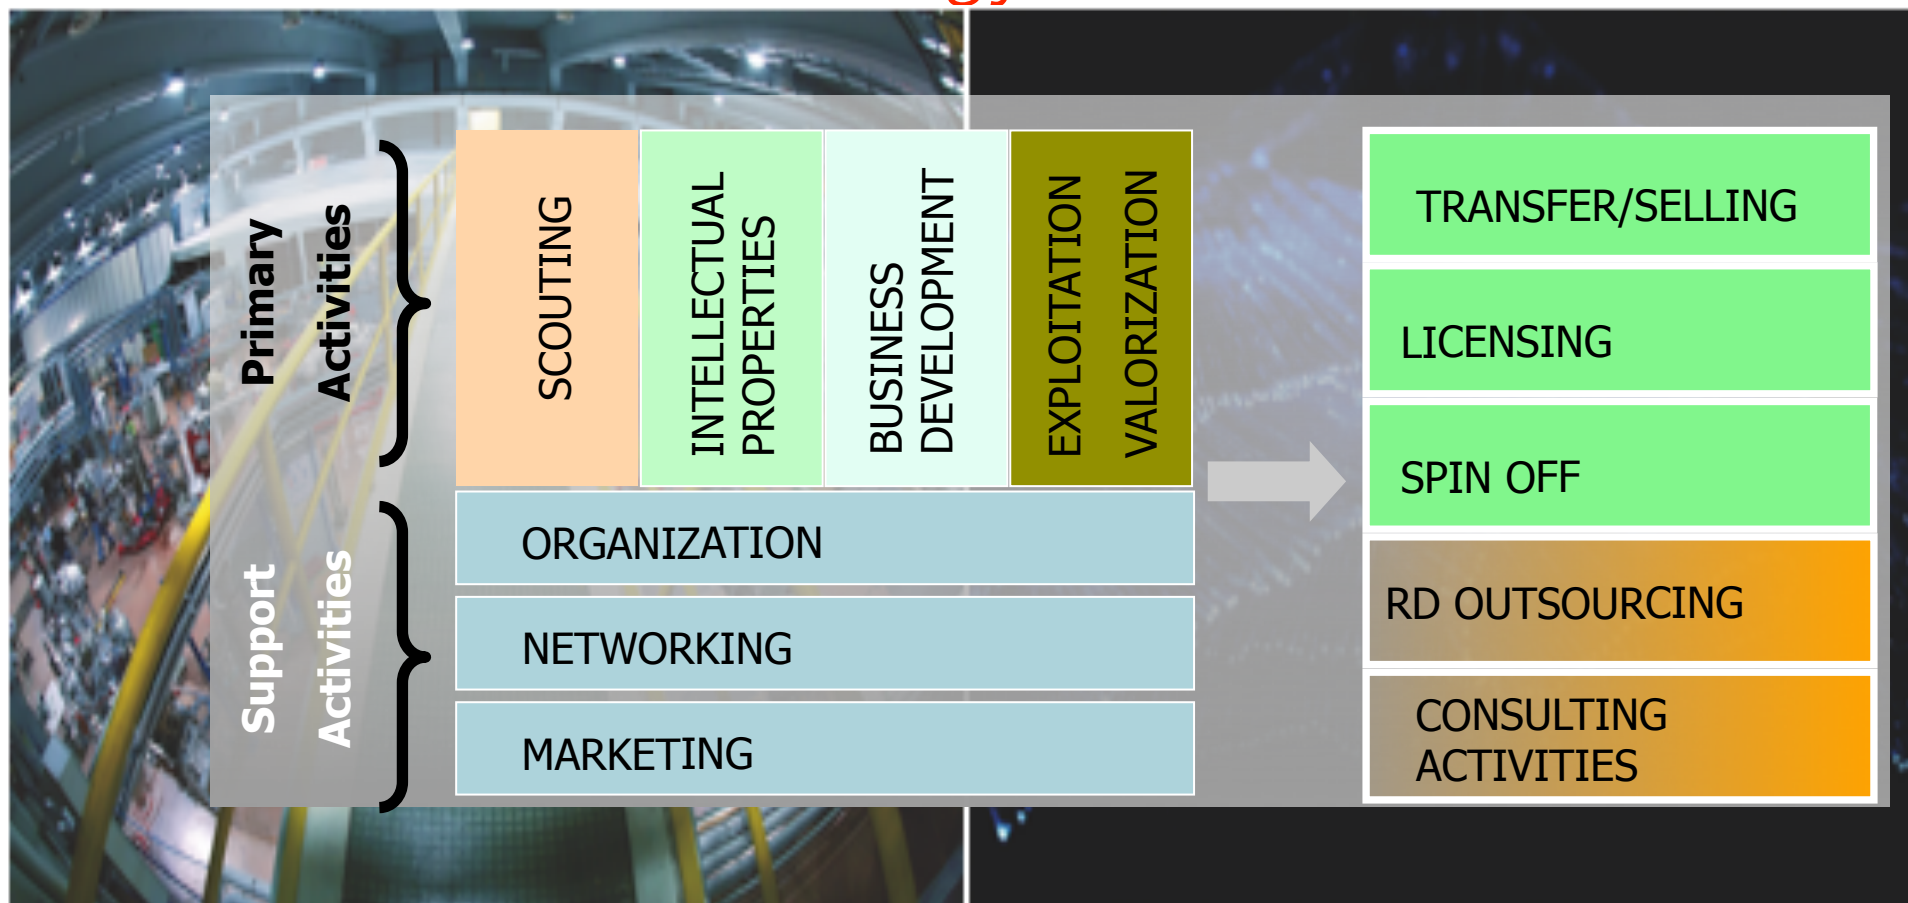 Primary
Activities
SCOUTING
INTELLECTUAL
PROPERTIES
BUSINESS
DEVELOPMENT
EXPLOITATION
VALORIZATION
Support
Activities
ORGANIZATION
NETWORKING
MARKETING
TRANSFER/SELLING
LICENSING
SPIN OFF
RD OUTSOURCING
CONSULTING
ACTIVITIES